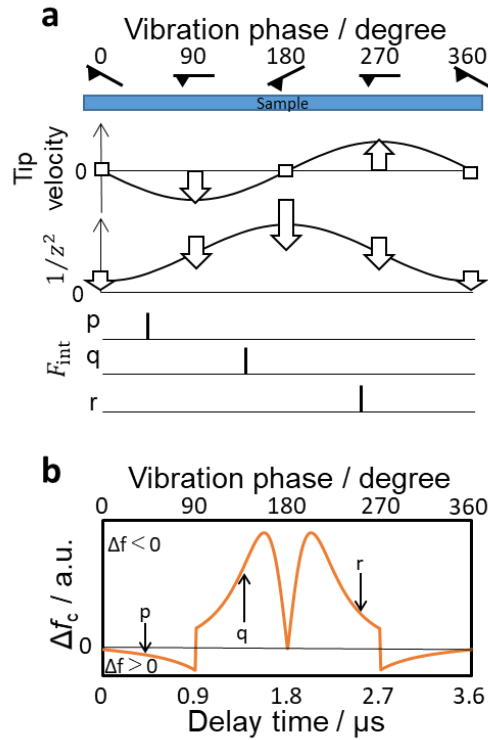 a
Vibration phase / degree
0 90 180 270 360
Sample
Tip velocity
0
1/z²
0
F_int
p
q
r
b
Vibration phase / degree
0 90 180 270 360
Δf_c / a.u.
Δf < 0
p
q
r
0
Δf > 0
0 0.9 1.8 2.7 3.6
Delay time / μs